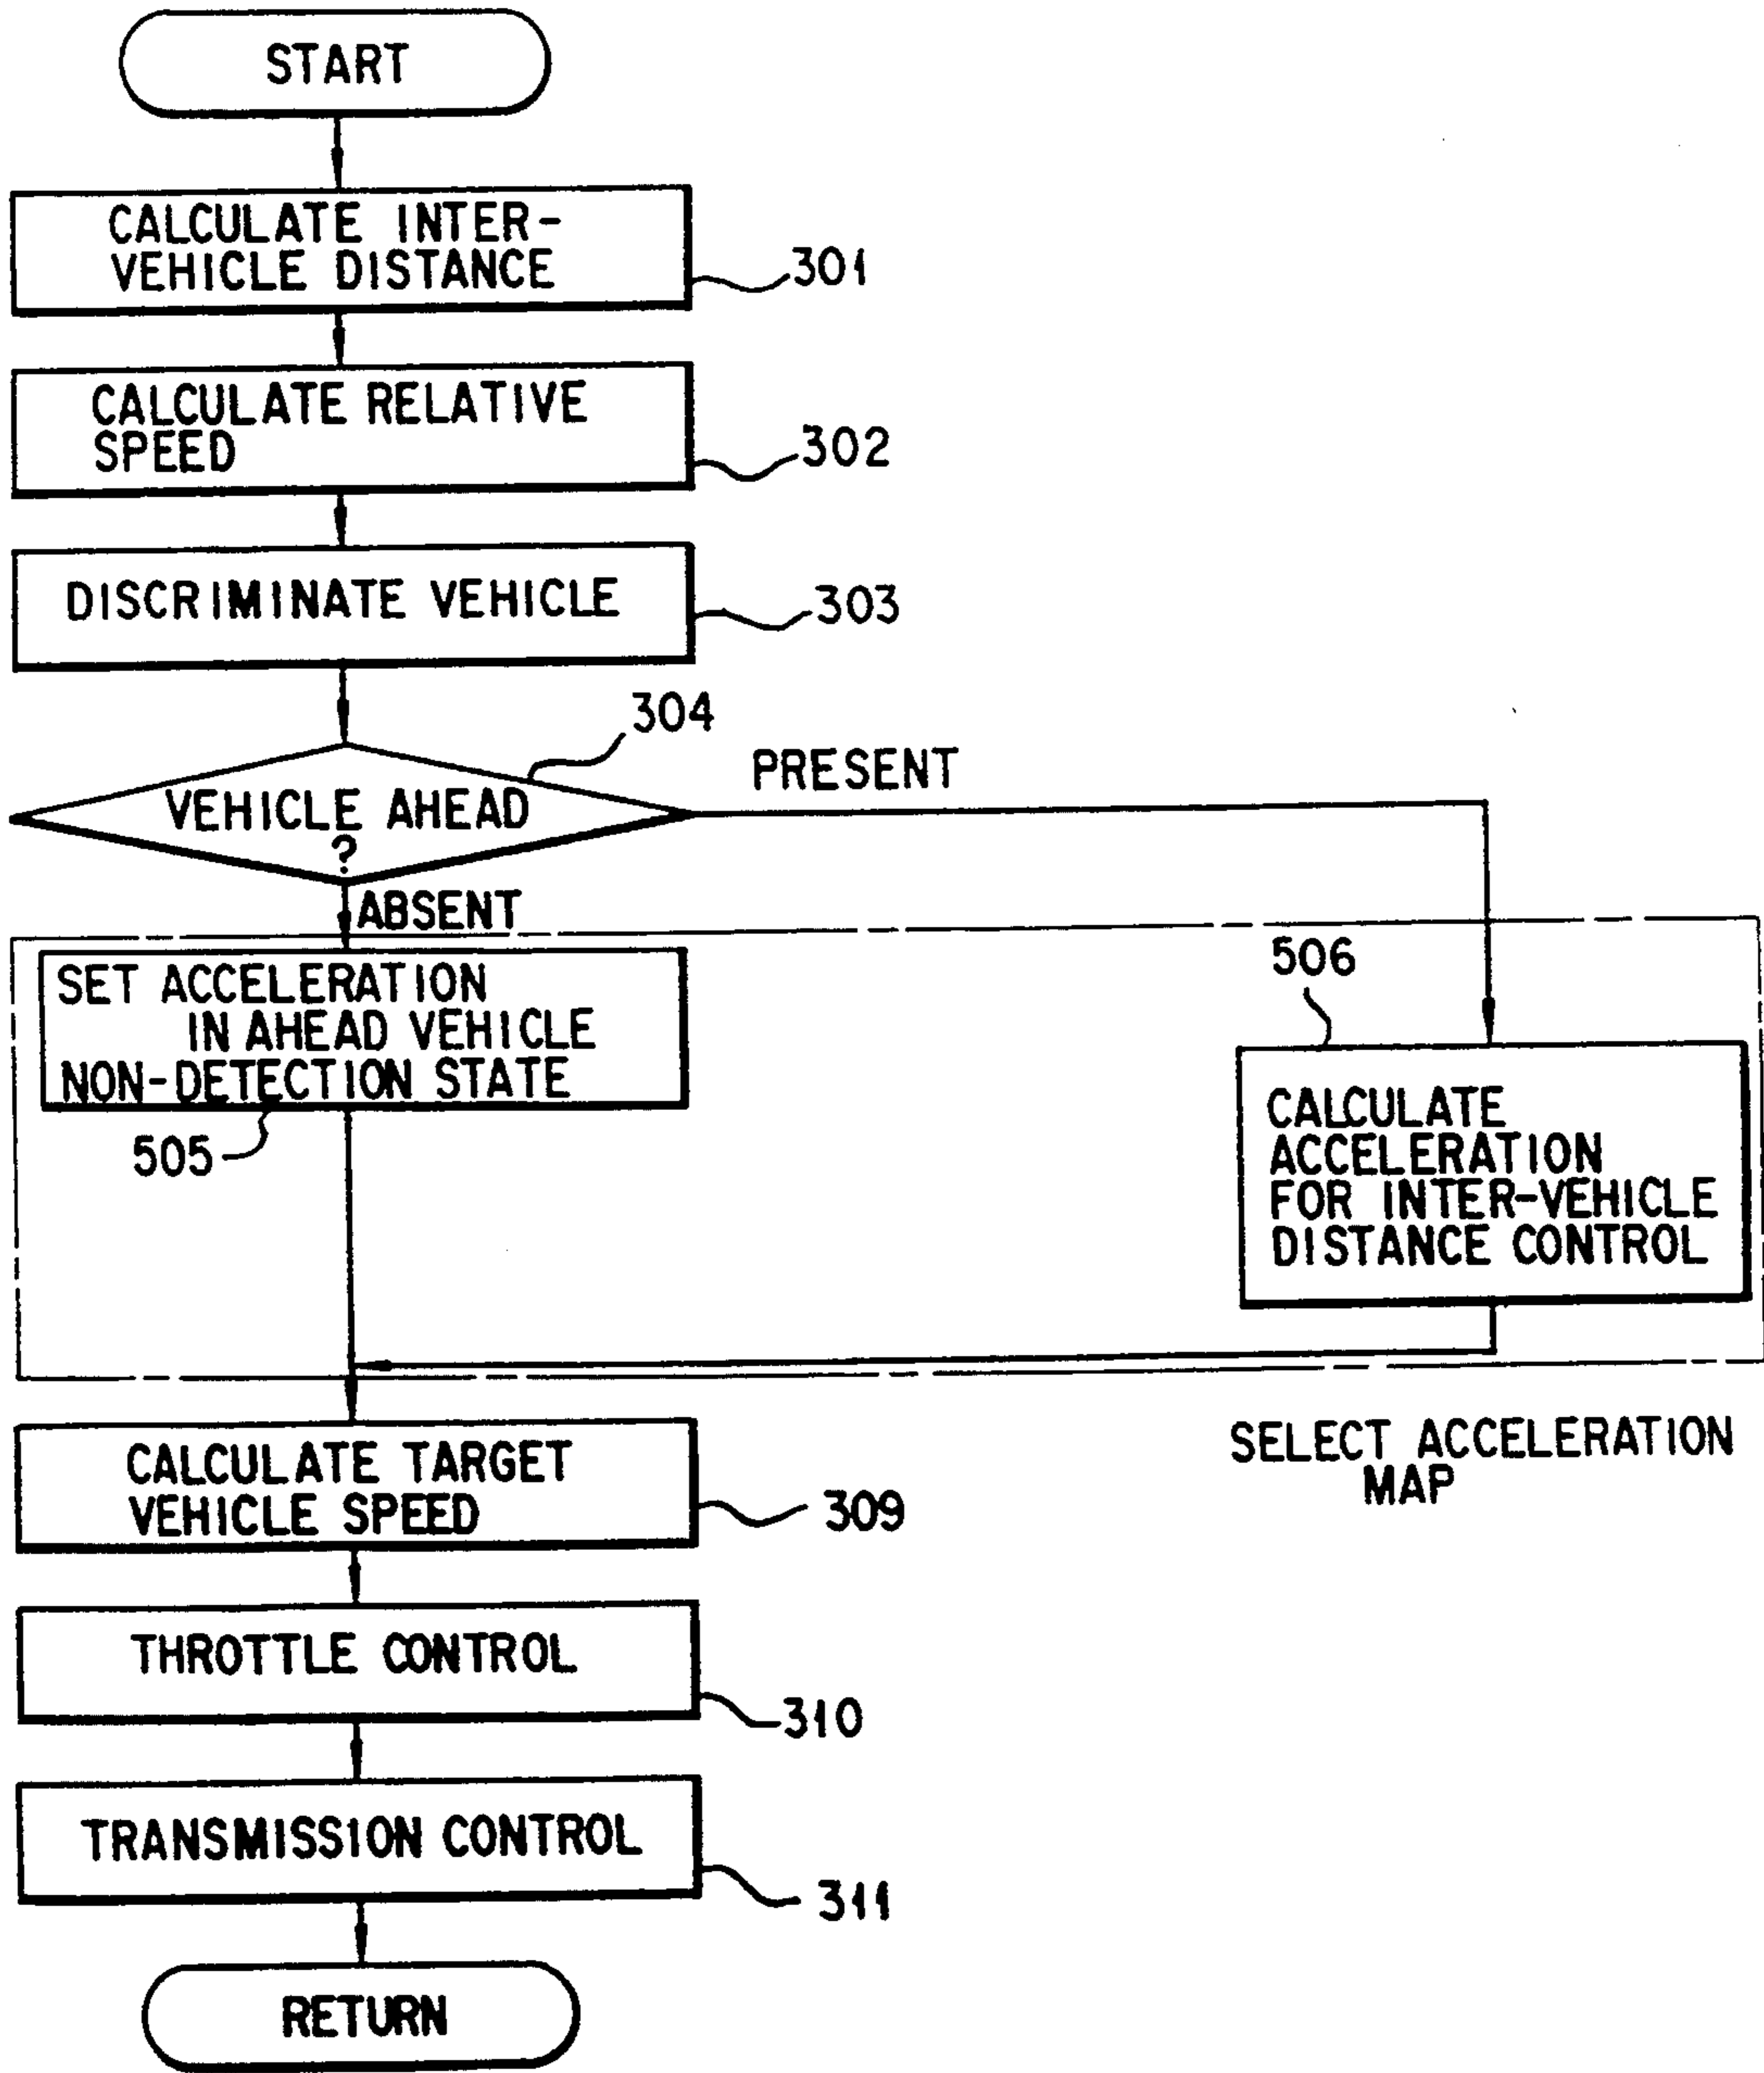 START
CALCULATE INTER-
VEHICLE DISTANCE
301
CALCULATE RELATIVE
SPEED
302
DISCRIMINATE VEHICLE
303
304
VEHICLE AHEAD
?
PRESENT
ABSENT
SET ACCELERATION
IN AHEAD VEHICLE
NON-DETECTION STATE
505
506
CALCULATE
ACCELERATION
FOR INTER-VEHICLE
DISTANCE CONTROL
SELECT ACCELERATION
MAP
CALCULATE TARGET
VEHICLE SPEED
309
THROTTLE CONTROL
310
TRANSMISSION CONTROL
311
RETURN